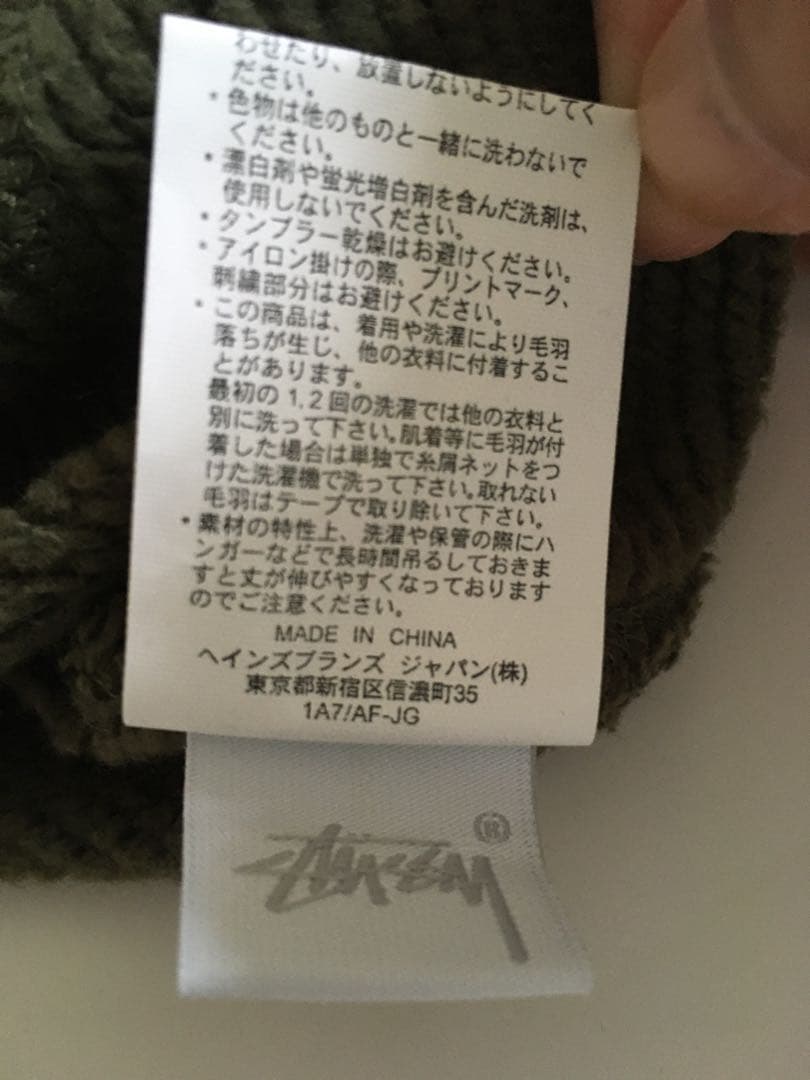 わせたり、放置しないようにしてく
ださい。
・色物は他のものと一緒に洗わないで
ください。
・漂白剤や蛍光増白剤を含んだ洗剤は、
使用しないでください。
・タンブラー乾燥はお避けください。
・アイロン掛けの際、プリントマーク、
刺繍部分はお避けください。
・この商品は、着用や洗濯により毛羽
落ちが生じ、他の衣料に付着するこ
とがあります。
最初の1,2回の洗濯では他の衣料と
別に洗って下さい。肌着等に毛羽が付
着した場合は単独で糸屑ネットをつ
けた洗濯機で洗って下さい。取れない
毛羽はテープで取り除いて下さい。
・素材の特性上、洗濯や保管の際にハ
ンガーなどで長時間吊るしておきま
すと丈が伸びやすくなっております
のでご注意ください。
MADE IN CHINA
ヘインズブランズ ジャパン(株)
東京都新宿区信濃町35
1A7/AF-JG
STÜSSY®